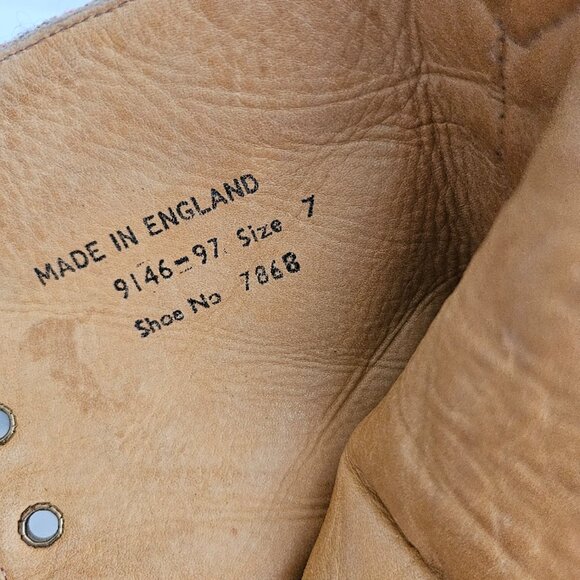 MADE IN ENGLAND
9146-97. Size 7
Shoe No 7868